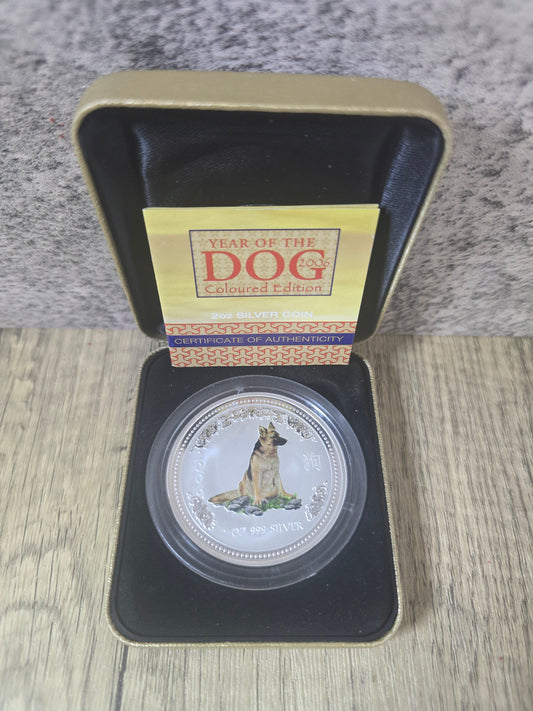 YEAR OF THE
DOG
2006
Coloured Edition
2oz SILVER COIN
CERTIFICATE OF AUTHENTICITY
狗
OZ 999 SILVER